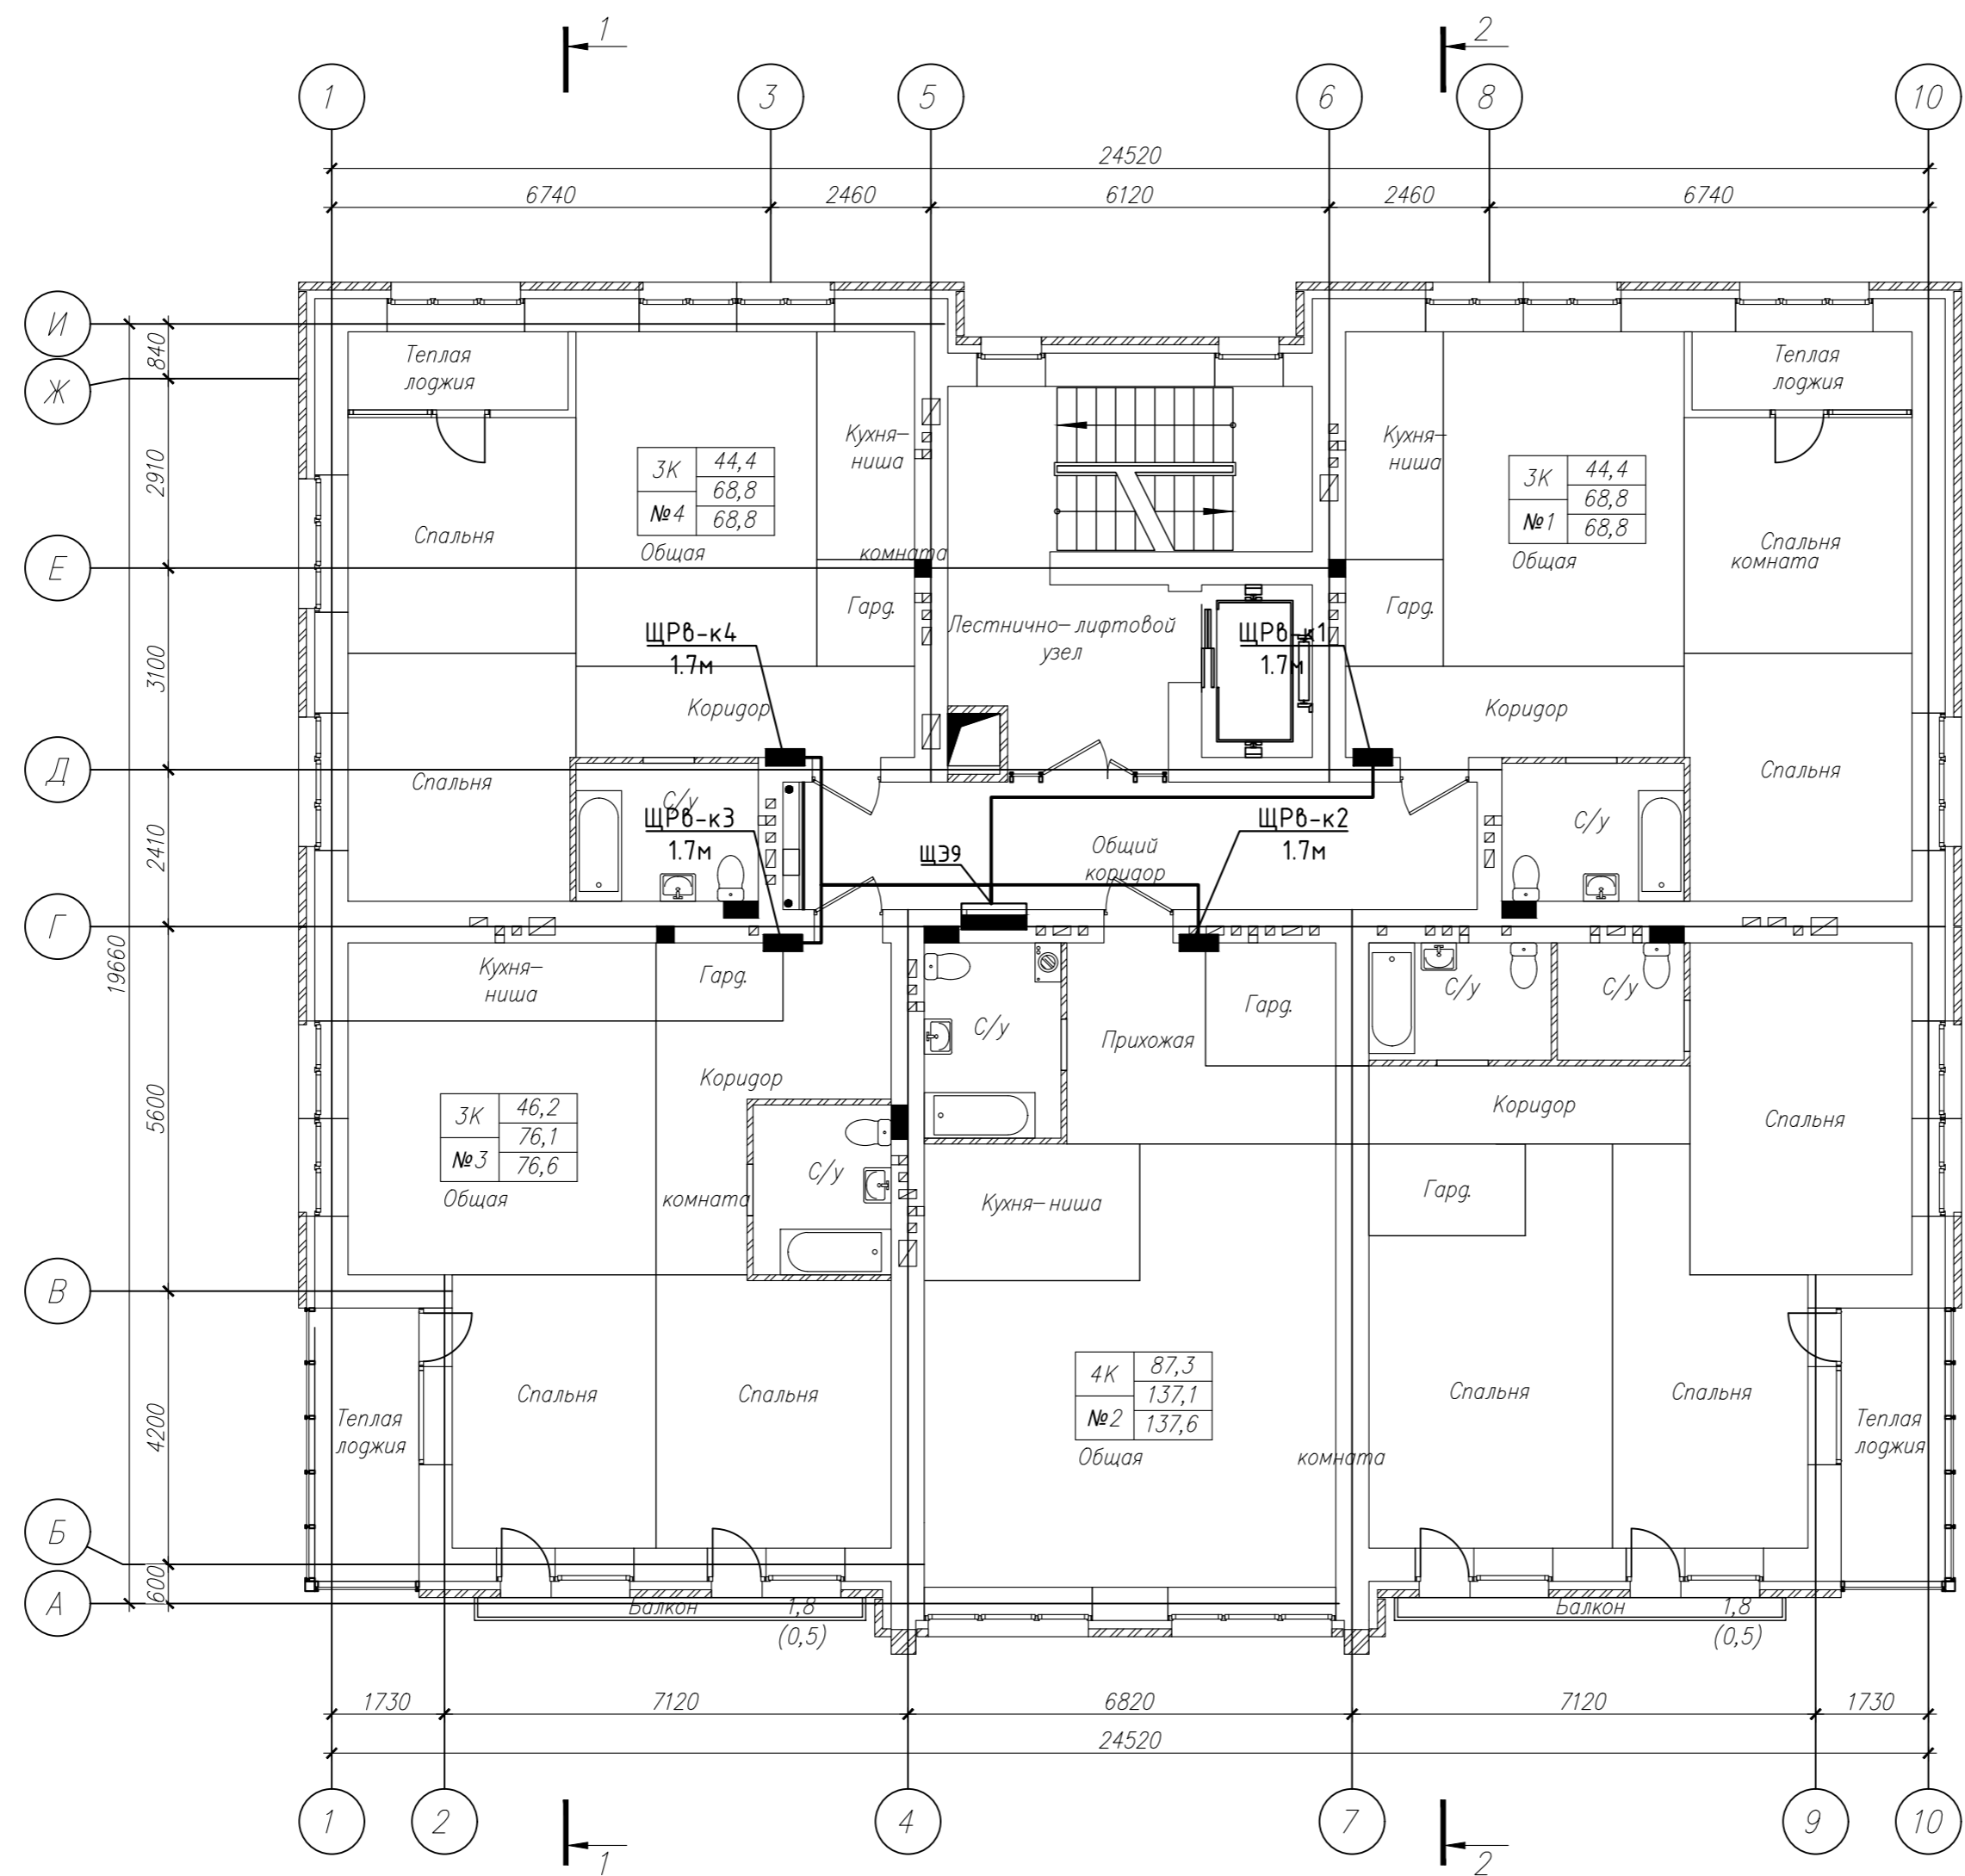 1
2
1
3
5
6
8
10
24520
6740
2460
6120
2460
6740
И
Ж
Е
Д
Г
В
Б
А
840
2910
3100
2410
5600
4200
600
19660
Теплая
лоджия
Кухня-
ниша
3К
44,4
68,8
№4
68,8
Спальня
Общая
комната
Гард.
ЩРв-к4
1.7м
Коридор
Спальня
С/у
ЩРв-к3
1.7м
Лестнично-лифтовой
узел
ЩРв-к1
1.7м
Кухня-
ниша
3К
44,4
68,8
№1
68,8
Теплая
лоджия
Спальня
Общая
комната
Гард.
Коридор
Спальня
С/у
ЩРв-к2
1.7м
ЩЭ9
Общий
коридор
Кухня-
ниша
Гард.
Коридор
3К
46,2
76,1
№3
76,6
Общая
комната
С/у
С/у
Прихожая
Гард.
С/у
С/у
Коридор
Спальня
Кухня-ниша
Гард.
Спальня
Спальня
4К
87,3
137,1
№2
137,6
Общая
комната
Спальня
Спальня
Теплая
лоджия
Теплая
лоджия
Балкон
1,8
(0,5)
Балкон
1,8
(0,5)
1730
7120
6820
7120
1730
24520
1
2
4
7
9
10
1
2